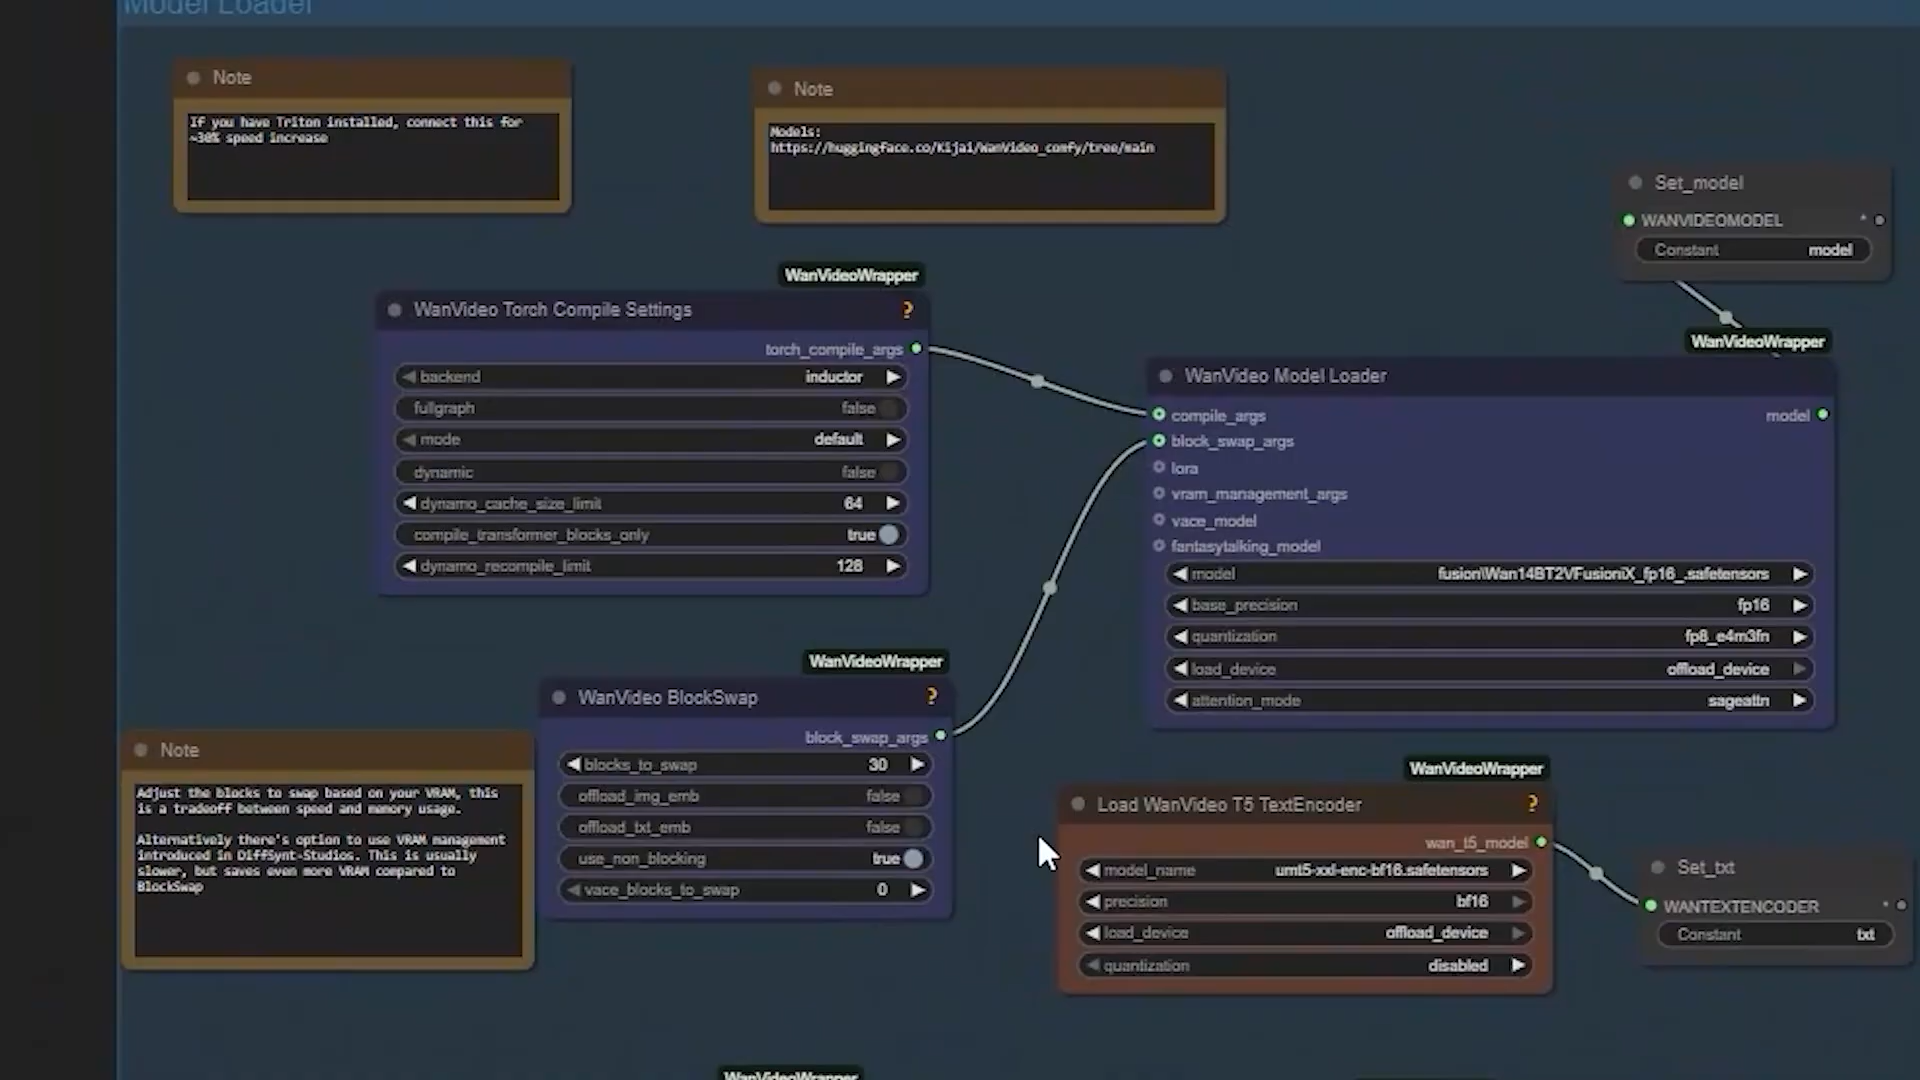 Model Loader
Note
If you have Triton installed, connect this for
~30% speed increase
Note
Models:
https://huggingface.co/Kijai/WanVideo_comfy/tree/main
Set_model
WANVIDEOMODEL
Constant model
WanVideoWrapper
WanVideo Torch Compile Settings ?
torch_compile_args
backend inductor
fullgraph false
mode default
dynamic false
dynamo_cache_size_limit 64
compile_transformer_blocks_only true
dynamo_recompile_limit 128
WanVideoWrapper
WanVideo Model Loader
compile_args model
block_swap_args
lora
vram_management_args
vace_model
fantasytalking_model
model fusion\Wan14BT2VFusioniX_fp16_.safetensors
base_precision fp16
quantization fp8_e4m3fn
load_device offload_device
attention_mode sageattn
WanVideoWrapper
WanVideo BlockSwap ?
block_swap_args
blocks_to_swap 30
offload_img_emb false
offload_txt_emb false
use_non_blocking true
vace_blocks_to_swap 0
Note
Adjust the blocks to swap based on your VRAM, this
is a tradeoff between speed and memory usage.
Alternatively there's option to use VRAM management
introduced in DiffSynt-Studios. This is usually
slower, but saves even more VRAM compared to
BlockSwap
WanVideoWrapper
Load WanVideo T5 TextEncoder ?
wan_t5_model
model_name umt5-xxl-enc-bf16.safetensors
precision bf16
load_device offload_device
quantization disabled
Set_txt
WANTEXTENCODER
Constant txt
WanVideoWrapper